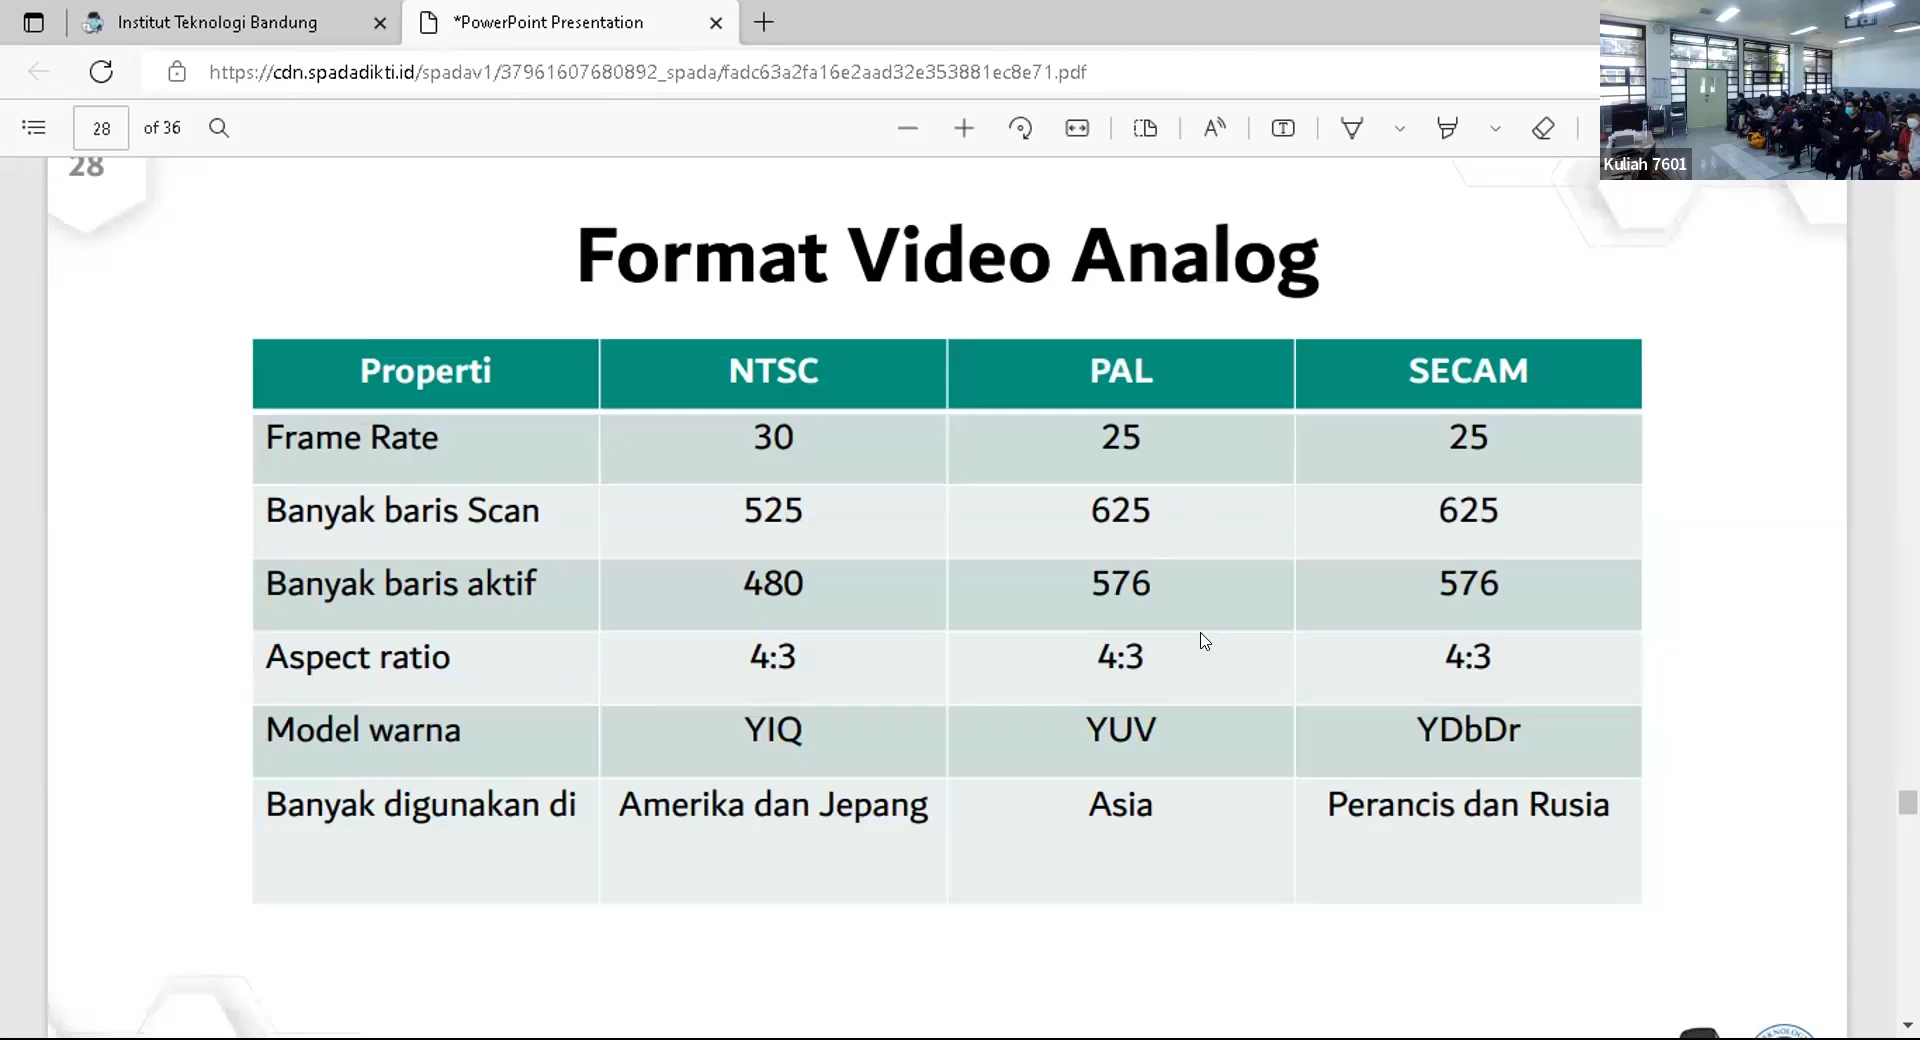 Institut Teknologi Bandung
*PowerPoint Presentation
https://cdn.spadadikti.id/spadav1/37961607680892_spada/fadc63a2fa16e2aad32e353881ec8e71.pdf
28 of 36
Kuliah 7601
28
Format Video Analog
Properti NTSC PAL SECAM
Frame Rate 30 25 25
Banyak baris Scan 525 625 625
Banyak baris aktif 480 576 576
Aspect ratio 4:3 4:3 4:3
Model warna YIQ YUV YDbDr
Banyak digunakan di Amerika dan Jepang Asia Perancis dan Rusia